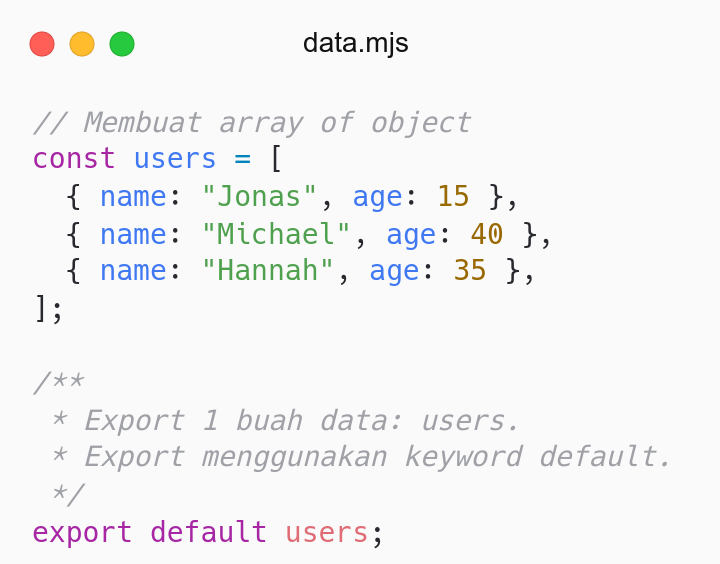 data.mjs
// Membuat array of object
const users = [
  { name: "Jonas", age: 15 },
  { name: "Michael", age: 40 },
  { name: "Hannah", age: 35 },
];
/**
 * Export 1 buah data: users.
 * Export menggunakan keyword default.
 */
export default users;